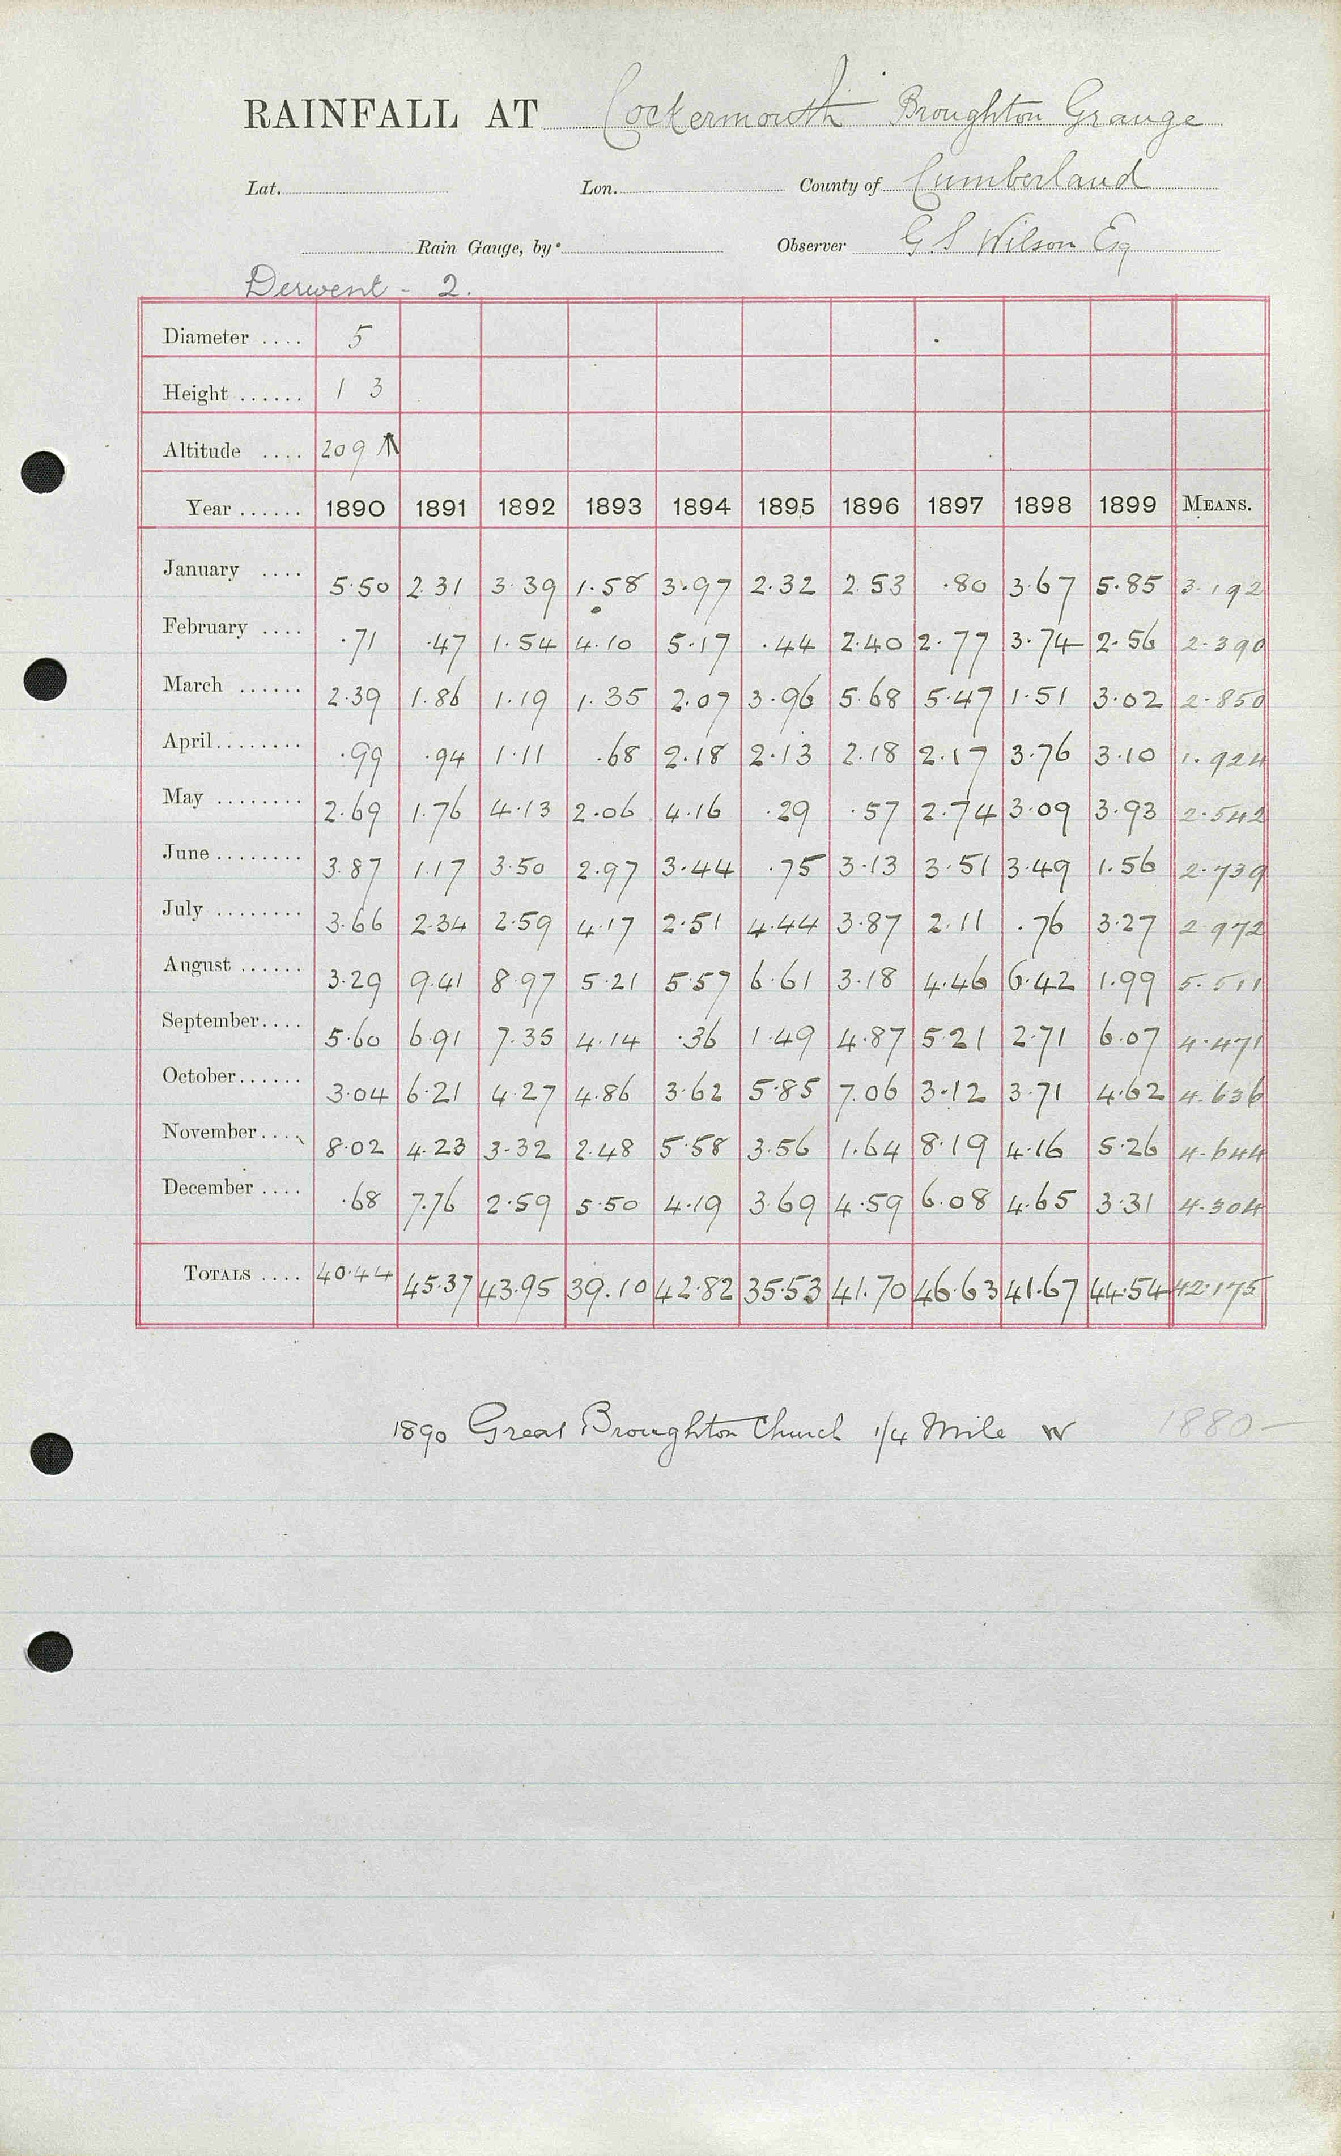 RAINFALL AT Cockermouth Broughton Grange
Lat. Lon. County of Cumberland
Rain Gauge, by Observer G S Wilson Esq
Derwent - 2.
Diameter .... 5
Height ...... 1 3
Altitude .... 209 ↑
Year ...... 1890 1891 1892 1893 1894 1895 1896 1897 1898 1899 MEANS.
January .... 5.50 2.31 3.39 1.58 3.97 2.32 2.53 .80 3.67 5.85 3.192
February .... .71 .47 1.54 4.10 5.17 .44 2.40 2.77 3.74 2.56 2.390
March ...... 2.39 1.86 1.19 1.35 2.07 3.96 5.68 5.47 1.51 3.02 2.850
April........ .99 .94 1.11 .68 2.18 2.13 2.18 2.17 3.76 3.10 1.924
May ........ 2.69 1.76 4.13 2.06 4.16 .29 .57 2.74 3.09 3.93 2.542
June ........ 3.87 1.17 3.50 2.97 3.44 .75 3.13 3.51 3.49 1.56 2.739
July ........ 3.66 2.34 2.59 4.17 2.51 4.44 3.87 2.11 .76 3.27 2.972
August ...... 3.29 9.41 8.97 5.21 5.57 6.61 3.18 4.46 6.42 1.99 5.511
September.... 5.60 6.91 7.35 4.14 .36 1.49 4.87 5.21 2.71 6.07 4.471
October...... 3.04 6.21 4.27 4.86 3.62 5.85 7.06 3.12 3.71 4.62 4.636
November.... 8.02 4.23 3.32 2.48 5.58 3.56 1.64 8.19 4.16 5.26 4.644
December .... .68 7.76 2.59 5.50 4.19 3.69 4.59 6.08 4.65 3.31 4.304
TOTALS .... 40.44 45.37 43.95 39.10 42.82 35.53 41.70 46.63 41.67 44.54 42.175
1890 Great Broughton Church 1/4 Mile W 1880-